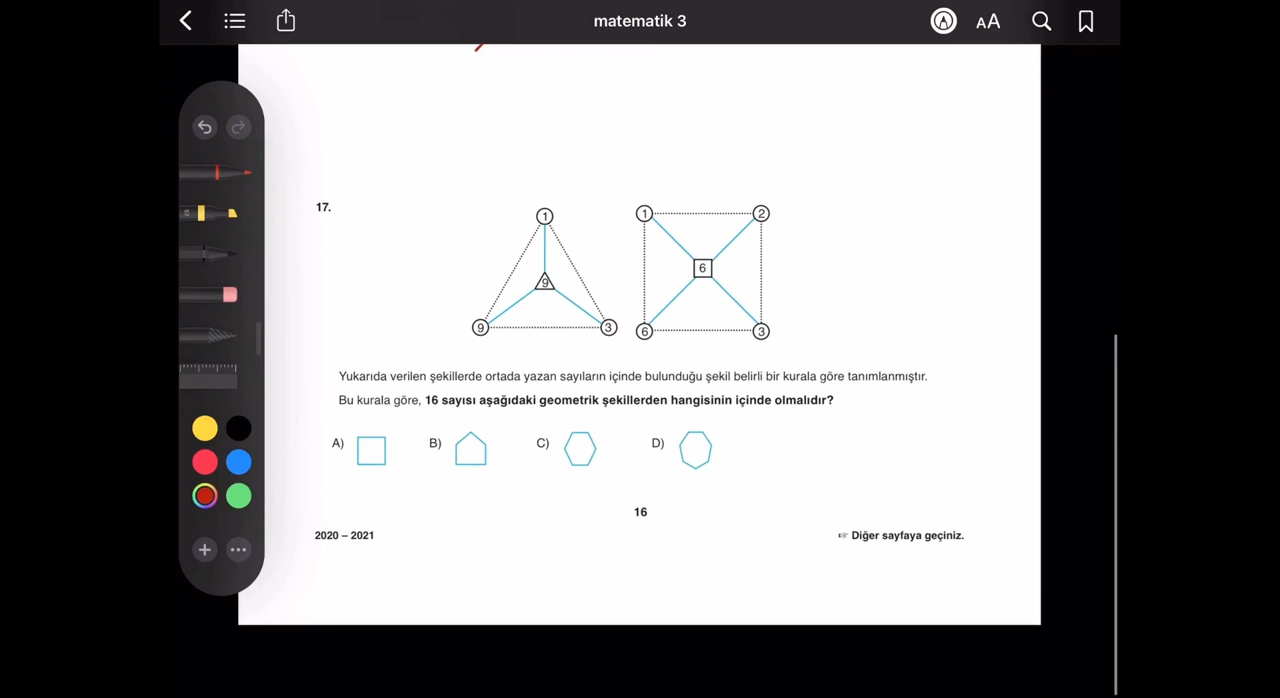 matematik 3
AA
17.
1
9
9
3
1
2
6
6
3
Yukarıda verilen şekillerde ortada yazan sayıların içinde bulunduğu şekil belirli bir kurala göre tanımlanmıştır.
Bu kurala göre, 16 sayısı aşağıdaki geometrik şekillerden hangisinin içinde olmalıdır?
A) B) C) D)
16
2020 – 2021
☞ Diğer sayfaya geçiniz.